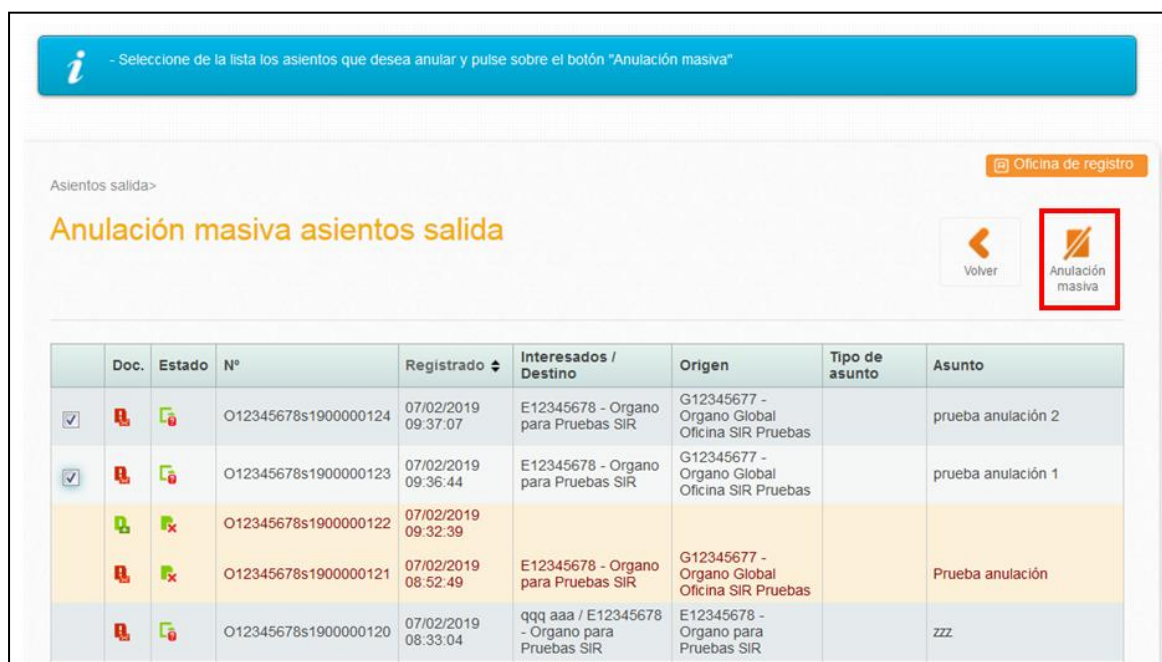 - Seleccione de la lista los asientos que desea anular y pulse sobre el botón "Anulación masiva"
Oficina de registro
Asientos salida>
Anulación masiva asientos salida
Volver
Anulación
masiva
Doc. Estado Nº Registrado Interesados / Destino Origen Tipo de asunto Asunto
O12345678s1900000124 07/02/2019 09:37:07 E12345678 - Organo para Pruebas SIR G12345677 - Organo Global Oficina SIR Pruebas prueba anulación 2
O12345678s1900000123 07/02/2019 09:36:44 E12345678 - Organo para Pruebas SIR G12345677 - Organo Global Oficina SIR Pruebas prueba anulación 1
O12345678s1900000122 07/02/2019 09:32:39
O12345678s1900000121 07/02/2019 08:52:49 E12345678 - Organo para Pruebas SIR G12345677 - Organo Global Oficina SIR Pruebas Prueba anulación
O12345678s1900000120 07/02/2019 08:33:04 qqq aaa / E12345678 - Organo para Pruebas SIR E12345678 - Organo para Pruebas SIR zzz